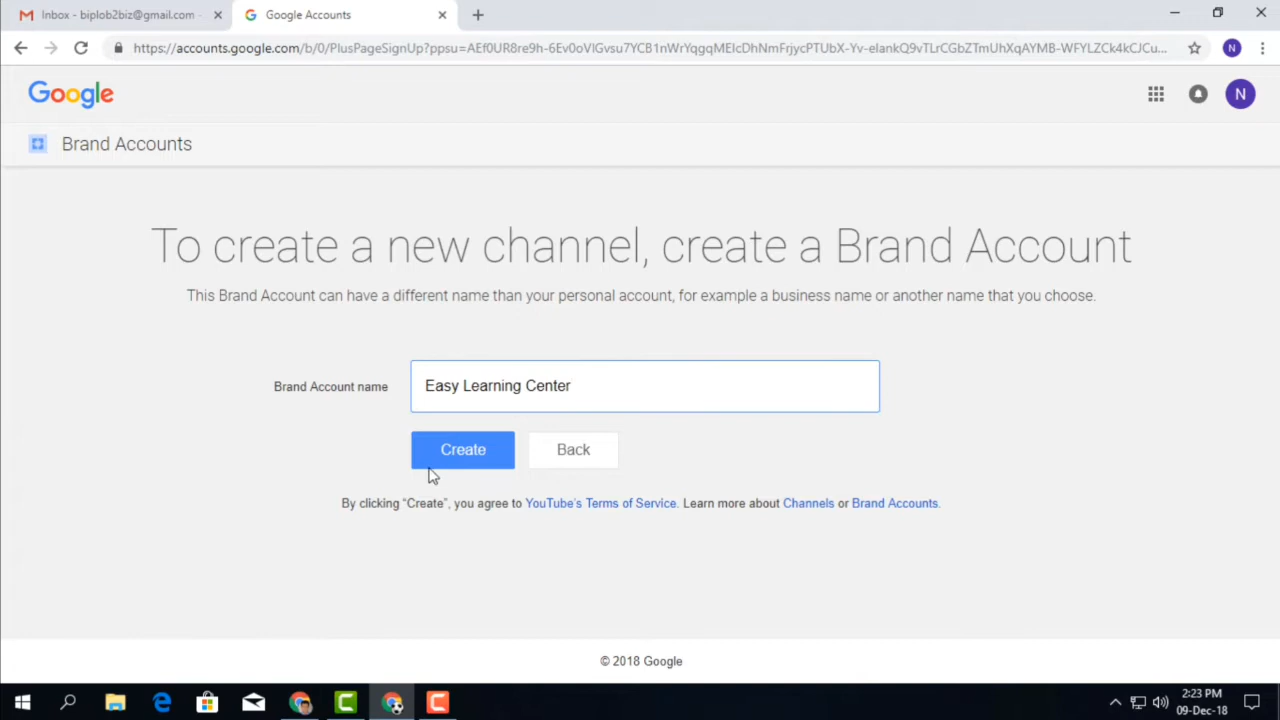 Inbox - biplob2biz@gmail.com -
Google Accounts
https://accounts.google.com/b/0/PlusPageSignUp?ppsu=AEf0UR8re9h-6Ev0oVIGvsu7YCB1nWrYqgqMEIcDhNmFrjycPTUbX-Yv-elankQ9vTLrCGbZTmUhXqAYMB-WFYLZCk4kCJCu...
N
Google
N
Brand Accounts
To create a new channel, create a Brand Account
This Brand Account can have a different name than your personal account, for example a business name or another name that you choose.
Brand Account name
Easy Learning Center
Create
Back
By clicking “Create”, you agree to YouTube's Terms of Service. Learn more about Channels or Brand Accounts.
© 2018 Google
2:23 PM
09-Dec-18